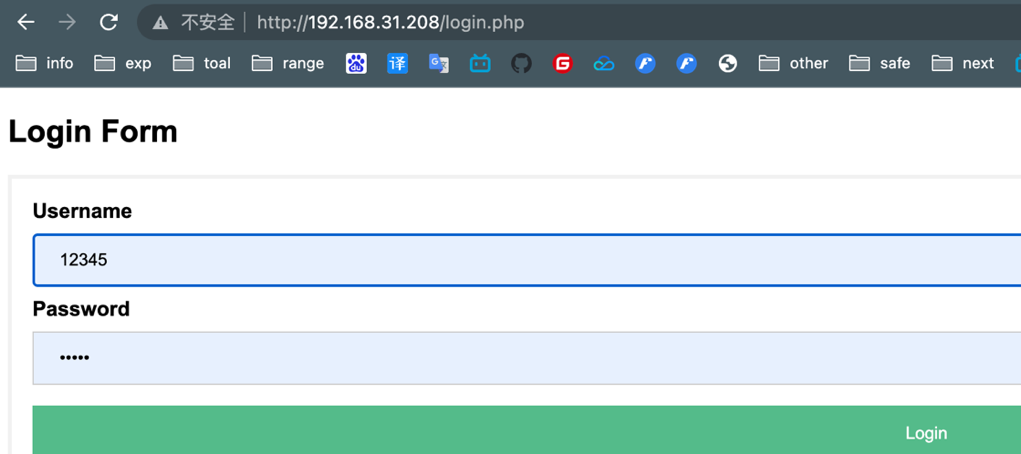 不安全 http://192.168.31.208/login.php
info exp toal range du 译 G other safe next
Login Form
Username
12345
Password
•••••
Login